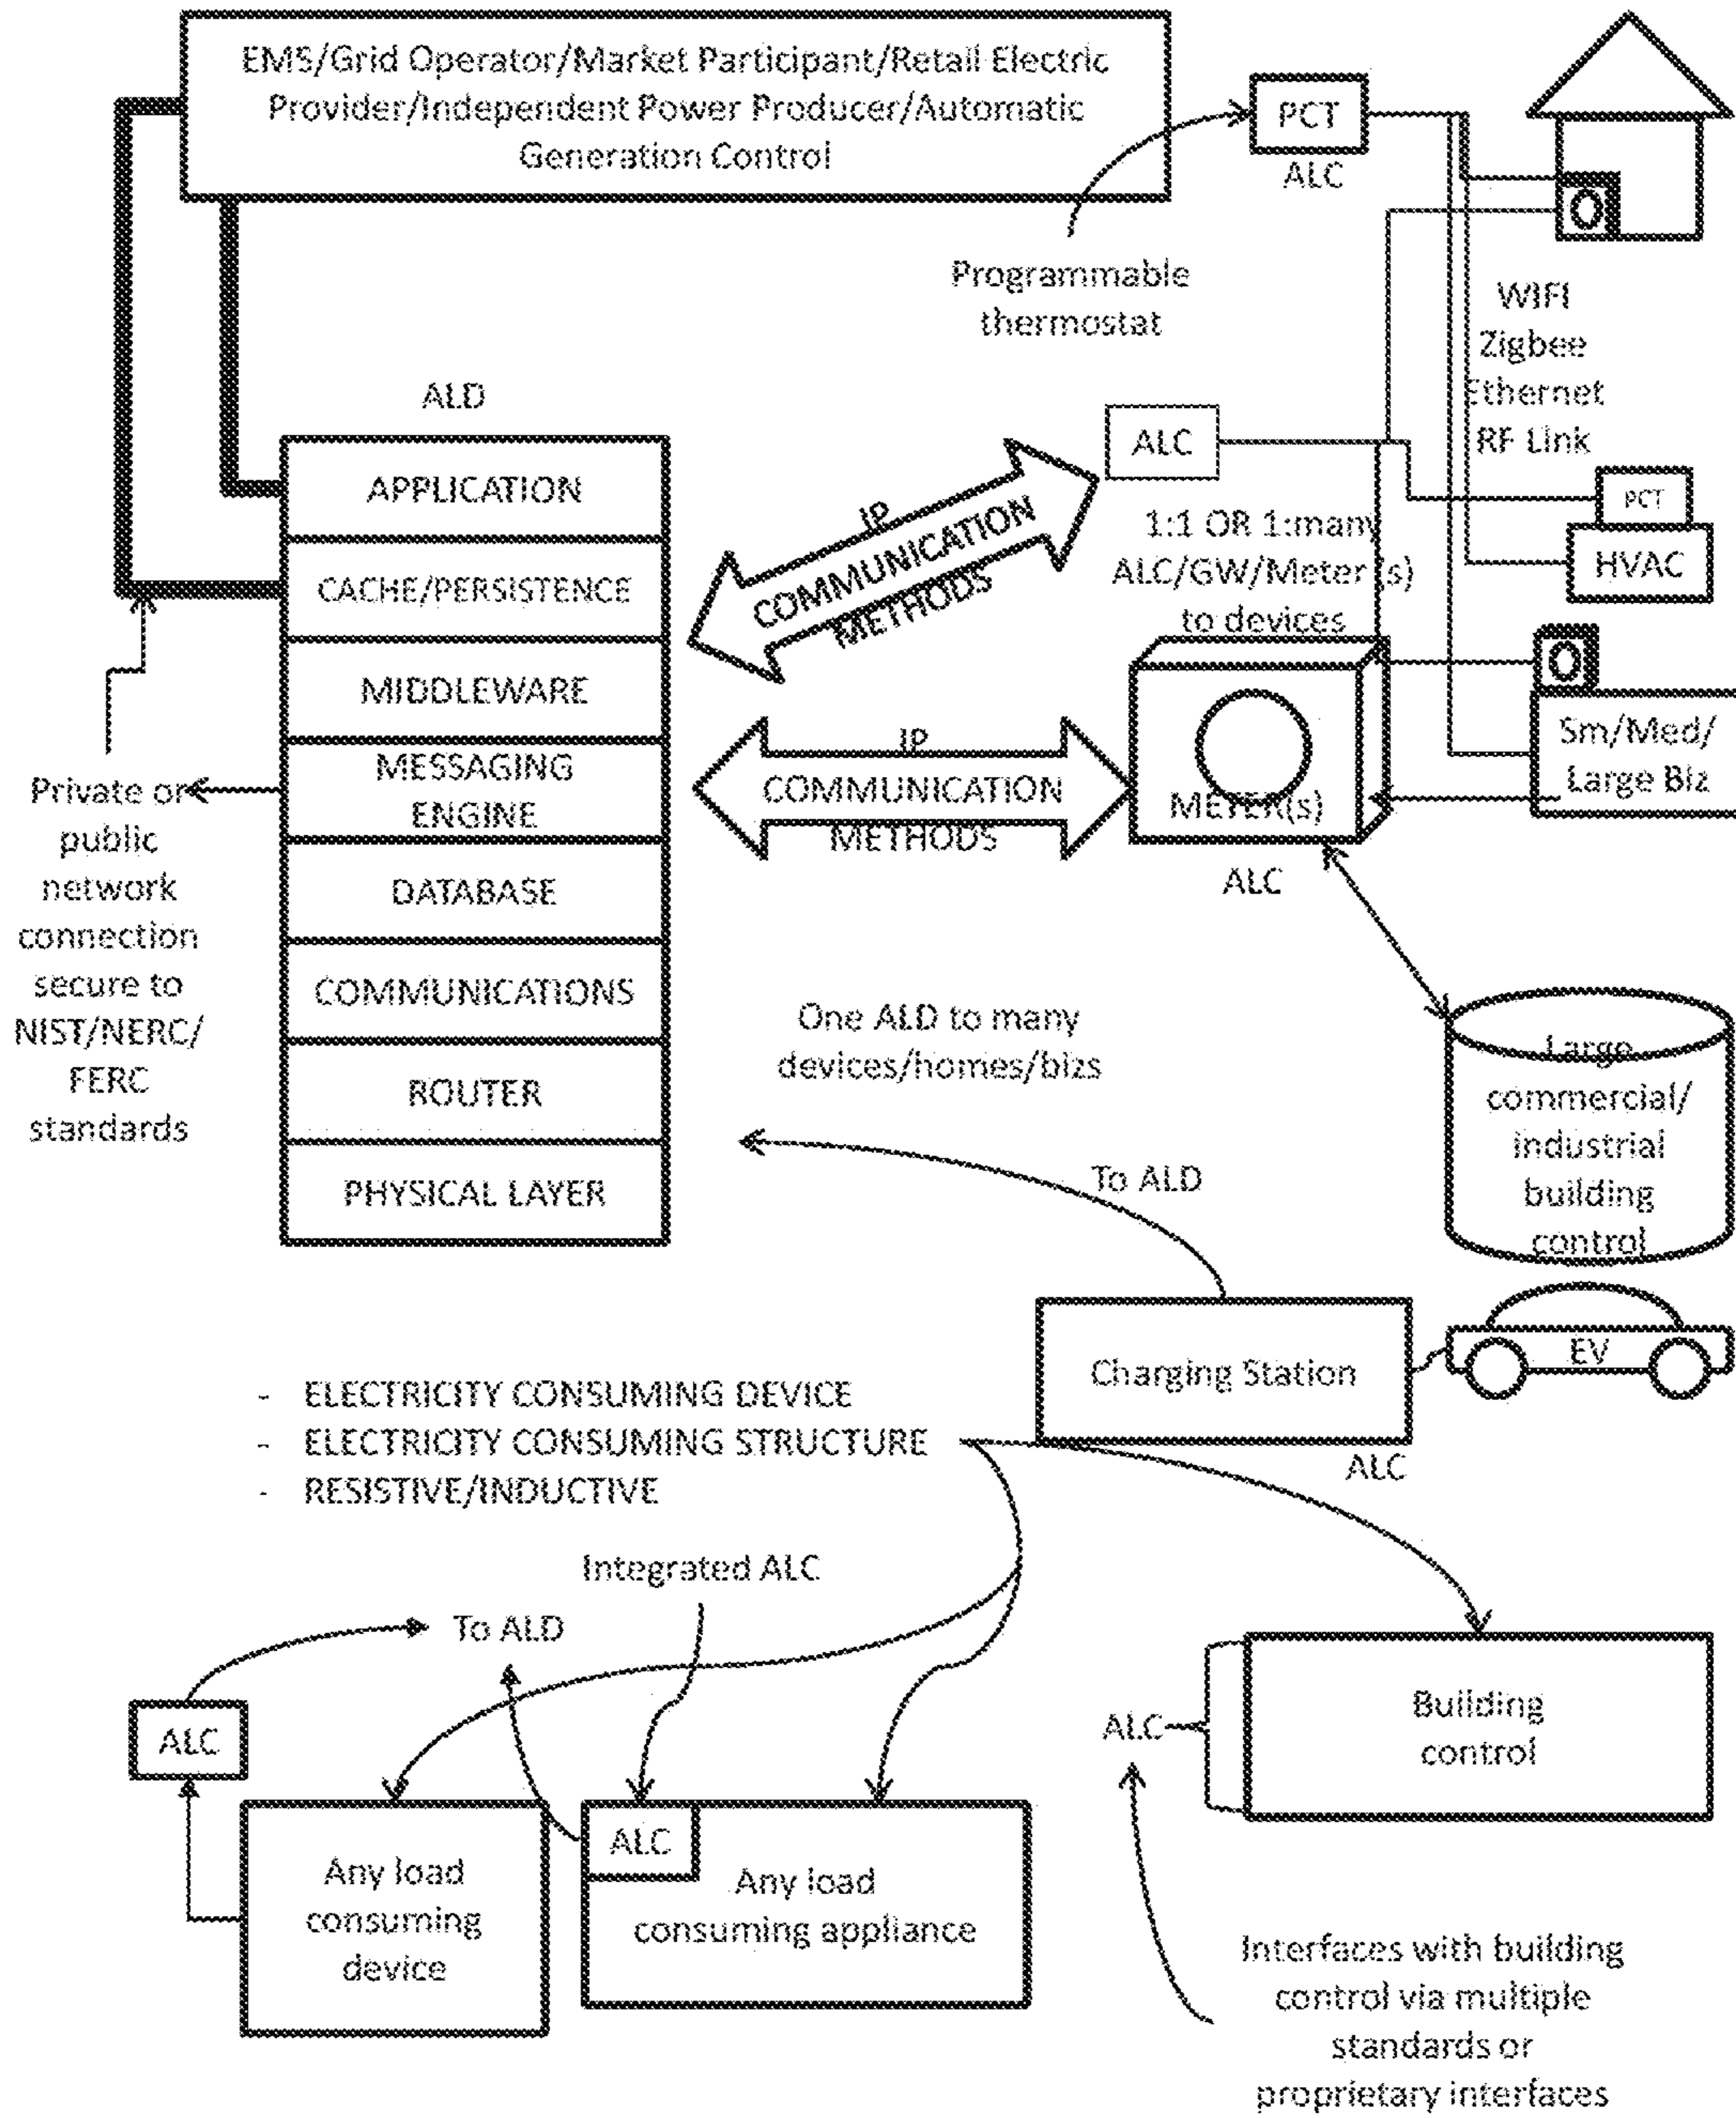 EMS/Grid Operator/Market Participant/Retail Electric
Provider/Independent Power Producer/Automatic
Generation Control
PCT
ALC
Programmable
thermostat
WIFI
Zigbee
Ethernet
RF Link
ALD
APPLICATION
CACHE/PERSISTENCE
MIDDLEWARE
MESSAGING
ENGINE
DATABASE
COMMUNICATIONS
ROUTER
PHYSICAL LAYER
IP
COMMUNICATION
METHODS
ALC
1:1 OR 1:many
ALC/GW/Meter(s)
to devices
PCT
HVAC
IP
COMMUNICATION
METHODS
METER(s)
ALC
Sm/Med/
Large Biz
Private or
public
network
connection
secure to
NIST/NERC/
FERC
standards
One ALD to many
devices/homes/bizs
Large
commercial/
industrial
building
control
To ALD
Charging Station
EV
ALC
- ELECTRICITY CONSUMING DEVICE
- ELECTRICITY CONSUMING STRUCTURE
- RESISTIVE/INDUCTIVE
Integrated ALC
To ALD
ALC
Any load
consuming
device
ALC
Any load
consuming appliance
ALC
Building
control
Interfaces with building
control via multiple
standards or
proprietary interfaces